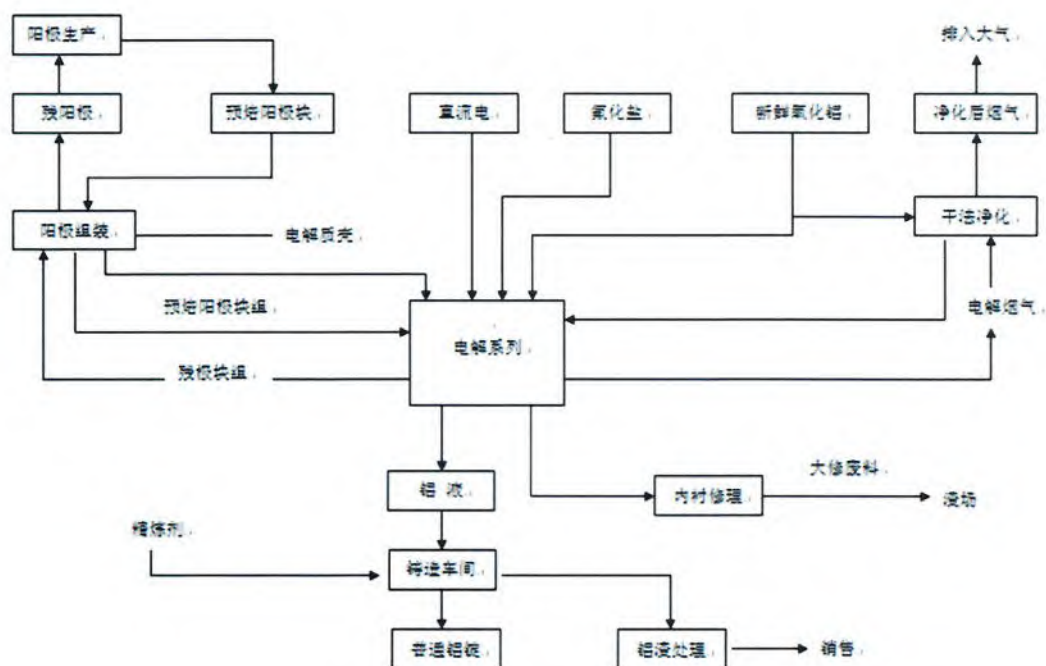 阳极生产
排入大气
残阳极
预焙阳极块
直流电
氟化盐
新鲜氧化铝
净化后烟气
阳极组装
电解质壳
干法净化
预焙阳极块组
电解烟气
电解系列
残极块组
铝 液
内衬修理
大修废料
渣场
精炼剂
铸造车间
普通铝锭
铝渣处理
销售